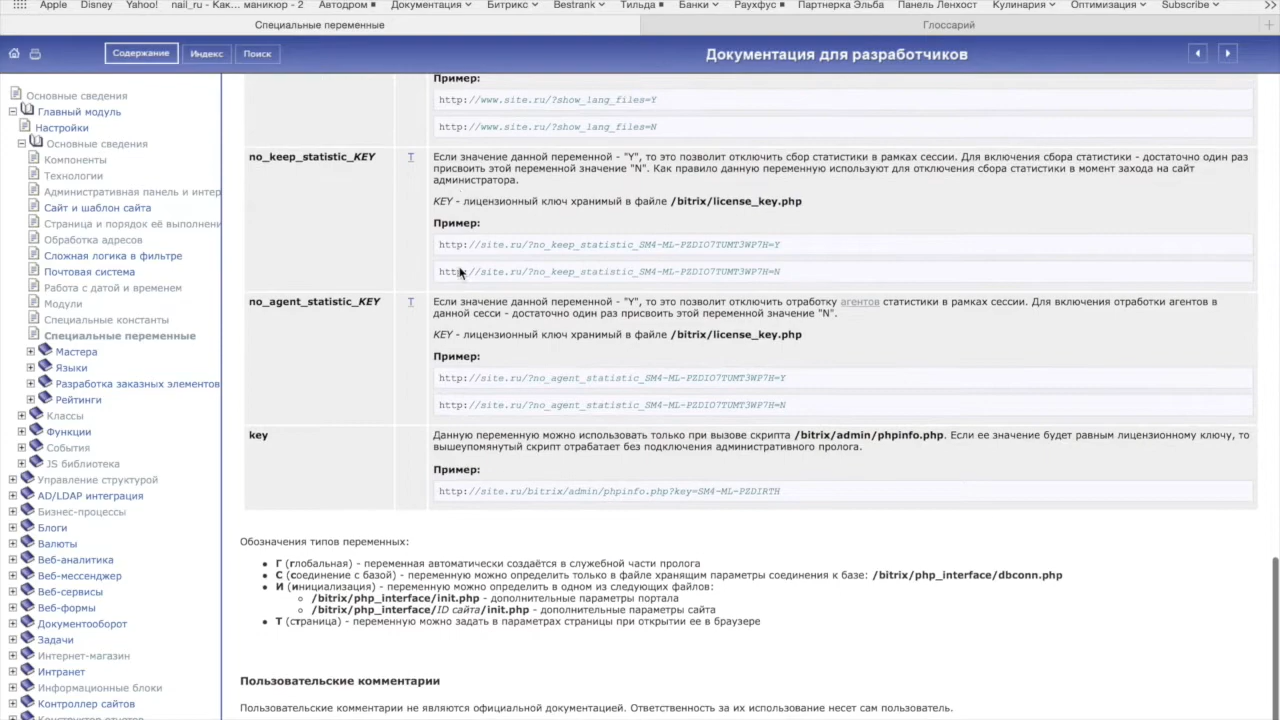 Apple Disney Yahoo! nail_ru - Как... маникюр - 2 Автодром Документация Битрикс Bestrank Тильда Банки Раухфус Партнерка Эльба Панель Ленхост Кулинария Оптимизация Subscribe
Специальные переменные
Глоссарий
Содержание Индекс Поиск
Документация для разработчиков
Основные сведения
Главный модуль
Настройки
Основные сведения
Компоненты
Технологии
Административная панель и интер
Сайт и шаблон сайта
Страница и порядок её выполнени
Обработка адресов
Сложная логика в фильтре
Почтовая система
Работа с датой и временем
Модули
Специальные константы
Специальные переменные
Мастера
Языки
Разработка заказных элементов
Рейтинги
Классы
Функции
События
JS библиотека
Управление структурой
AD/LDAP интеграция
Бизнес-процессы
Блоги
Валюты
Веб-аналитика
Веб-мессенджер
Веб-сервисы
Веб-формы
Документооборот
Задачи
Интернет-магазин
Интранет
Информационные блоки
Контроллер сайтов
Конструктор отчетов
Пример:
http://www.site.ru/?show_lang_files=Y
http://www.site.ru/?show_lang_files=N
no_keep_statistic_KEY
T
Если значение данной переменной - "Y", то это позволит отключить сбор статистики в рамках сессии. Для включения сбора статистики - достаточно один раз
присвоить этой переменной значение "N". Как правило данную переменную используют для отключения сбора статистики в момент захода на сайт
администратора.
KEY - лицензионный ключ хранимый в файле /bitrix/license_key.php
Пример:
http://site.ru/?no_keep_statistic_SM4-ML-PZDIO7TUMT3WP7H=Y
http://site.ru/?no_keep_statistic_SM4-ML-PZDIO7TUMT3WP7H=N
no_agent_statistic_KEY
T
Если значение данной переменной - "Y", то это позволит отключить отработку агентов статистики в рамках сессии. Для включения отработки агентов в
данной сесси - достаточно один раз присвоить этой переменной значение "N".
KEY - лицензионный ключ хранимый в файле /bitrix/license_key.php
Пример:
http://site.ru/?no_agent_statistic_SM4-ML-PZDIO7TUMT3WP7H=Y
http://site.ru/?no_agent_statistic_SM4-ML-PZDIO7TUMT3WP7H=N
key
Данную переменную можно использовать только при вызове скрипта /bitrix/admin/phpinfo.php. Если ее значение будет равным лицензионному ключу, то
вышеупомянутый скрипт отрабатает без подключения административного пролога.
Пример:
http://site.ru/bitrix/admin/phpinfo.php?key=SM4-ML-PZDIRTH
Обозначения типов переменных:
Г (глобальная) - переменная автоматически создаётся в служебной части пролога
С (соединение с базой) - переменную можно определить только в файле хранящим параметры соединения к базе: /bitrix/php_interface/dbconn.php
И (инициализация) - переменную можно определить в одном из следующих файлов:
/bitrix/php_interface/init.php - дополнительные параметры портала
/bitrix/php_interface/ID сайта/init.php - дополнительные параметры сайта
Т (страница) - переменную можно задать в параметрах страницы при открытии ее в браузере
Пользовательские комментарии
Пользовательские комментарии не являются официальной документацией. Ответственность за их использование несет сам пользователь.